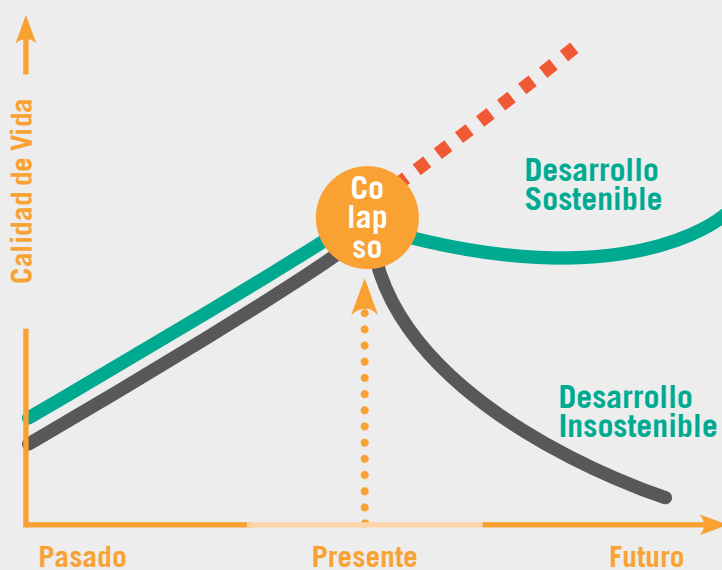 Calidad de Vida
Co
lap
so
Desarrollo
Sostenible
Desarrollo
Insostenible
Pasado
Presente
Futuro